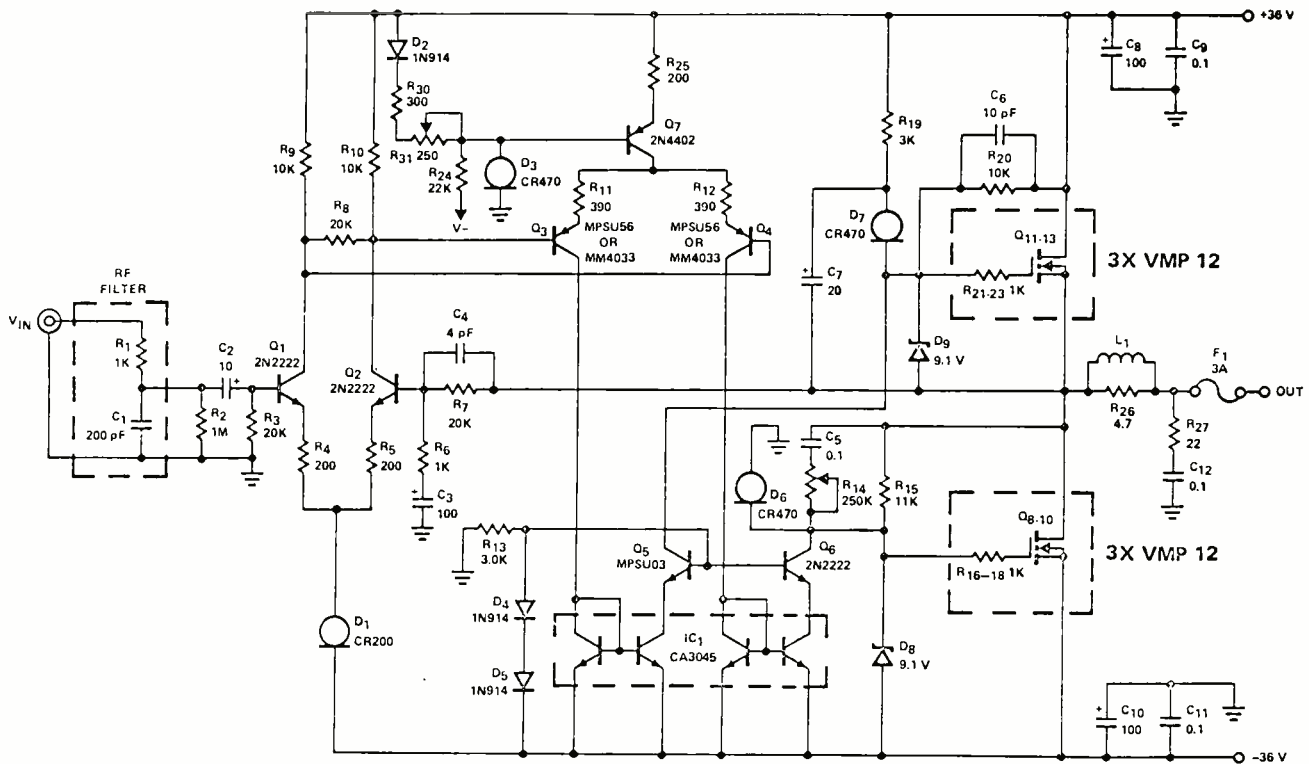 +36 V
D2
1N914
R30
300
R31
250
R24
22K
V-
D3
CR470
R25
200
Q7
2N4402
R9
10K
R10
10K
R8
20K
R11
390
R12
390
Q3
MPSU56
OR
MM4033
MPSU56
OR
MM4033
Q4
R19
3K
C7
20
D7
CR470
C6
10 pF
R20
10K
C8
100
C9
0.1
Q11-13
R21-23 1K
3X VMP 12
D9
9.1 V
RF
FILTER
VIN
R1
1K
C1
200 pF
R2
1M
C2
10
R3
20K
Q1
2N2222
Q2
2N2222
C4
4 pF
R7
20K
R4
200
R5
200
R6
1K
C3
100
L1
R26
4.7
F1
3A
OUT
R27
22
C12
0.1
C5
0.1
R14
250K
D6
CR470
R15
11K
Q8-10
R16-18 1K
3X VMP 12
R13
3.0K
Q5
MPSU03
Q6
2N2222
D4
1N914
D5
1N914
IC1
CA3045
D1
CR200
D8
9.1 V
C10
100
C11
0.1
-36 V